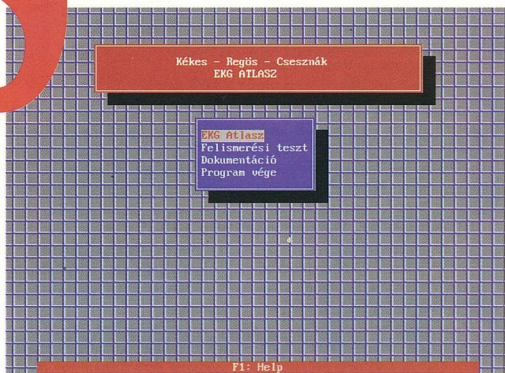 Kékes - Regös - Csesznák
EKG ATLASZ
EKG Atlasz
Felismerési teszt
Dokumentáció
Program vége
F1: Help